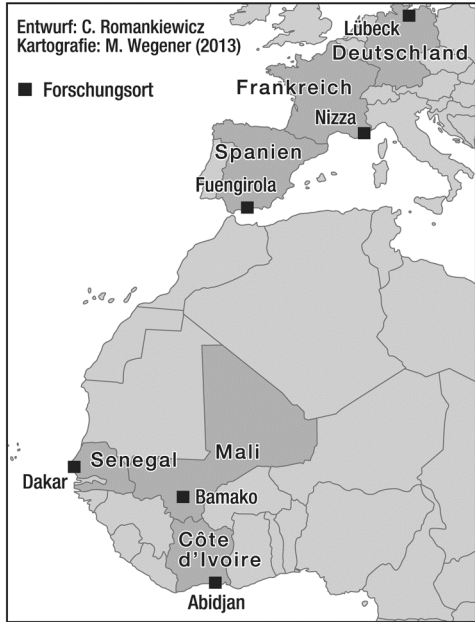 Entwurf: C. Romankiewicz
Kartografie: M. Wegener (2013)
Forschungsort
Lübeck
Deutschland
Frankreich
Nizza
Spanien
Fuengirola
Senegal
Mali
Dakar
Bamako
Côte
d'Ivoire
Abidjan